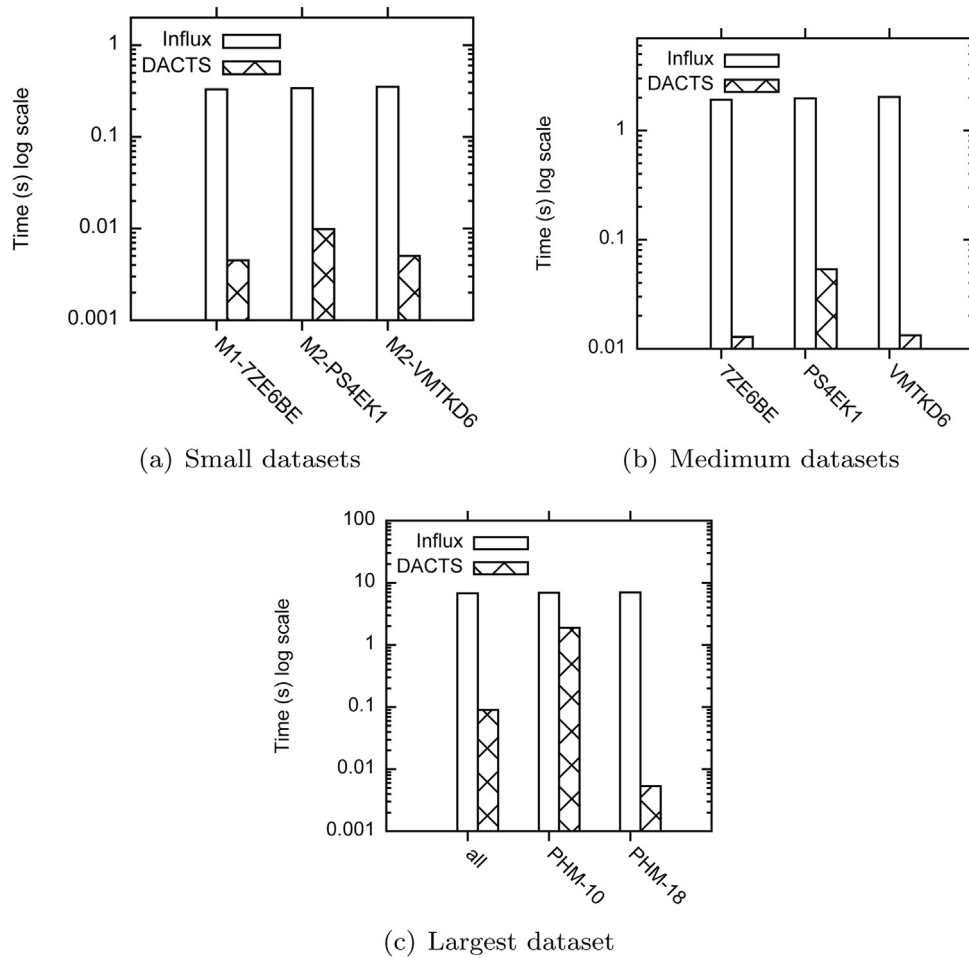 Influx
DACTS
Time (s) log scale
1
0.1
0.01
0.001
M1-7ZE6BE
M2-PS4EK1
M2-VMTKD6
(a) Small datasets
Influx
DACTS
Time (s) log scale
1
0.1
0.01
7ZE6BE
PS4EK1
VMTKD6
(b) Medimum datasets
Influx
DACTS
Time (s) log scale
100
10
1
0.1
0.01
0.001
all
PHM-10
PHM-18
(c) Largest dataset